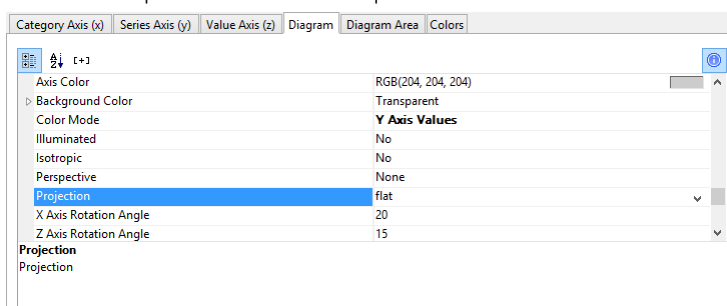 Category Axis (x) Series Axis (y) Value Axis (z) Diagram Diagram Area Colors
[+]
Axis Color RGB(204, 204, 204)
Background Color Transparent
Color Mode Y Axis Values
Illuminated No
Isotropic No
Perspective None
Projection flat
X Axis Rotation Angle 20
Z Axis Rotation Angle 15
Projection
Projection